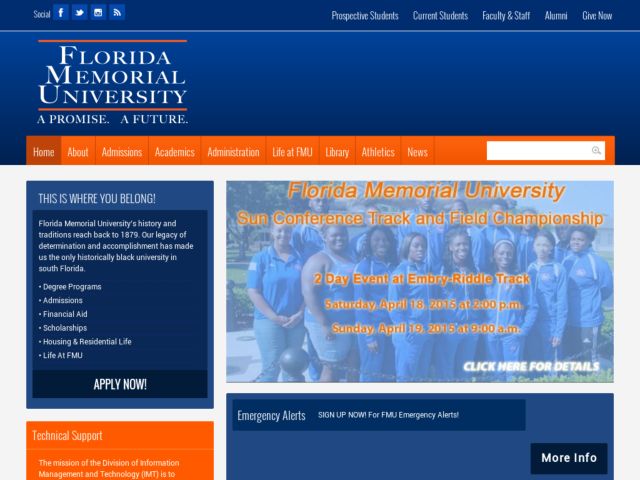 Social
Prospective Students Current Students Faculty & Staff Alumni Give Now
FLORIDA
MEMORIAL
UNIVERSITY
A PROMISE. A FUTURE.
Home About Admissions Academics Administration Life at FMU Library Athletics News
THIS IS WHERE YOU BELONG!
Florida Memorial University's history and
traditions reach back to 1879. Our legacy of
determination and accomplishment has made
us the only historically black university in
south Florida.
• Degree Programs
• Admissions
• Financial Aid
• Scholarships
• Housing & Residential Life
• Life At FMU
APPLY NOW!
Technical Support
The mission of the Division of Information
Management and Technology (IMT) is to
Florida Memorial University
Sun Conference Track and Field Championship
2 Day Event at Embry-Riddle Track
Saturday, April 18, 2015 at 2:00 p.m.
Sunday, April 19, 2015 at 9:00 a.m.
CLICK HERE FOR DETAILS
Emergency Alerts SIGN UP NOW! For FMU Emergency Alerts!
More Info